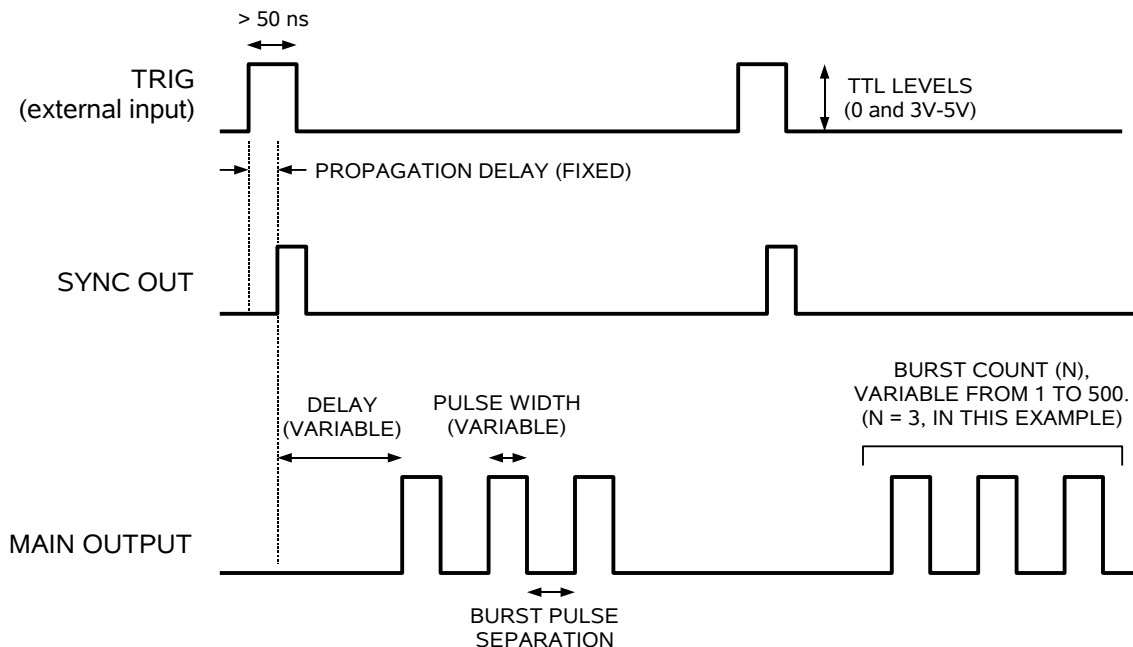 > 50 ns
TRIG
(external input)
TTL LEVELS
(0 and 3V-5V)
PROPAGATION DELAY (FIXED)
SYNC OUT
BURST COUNT (N),
VARIABLE FROM 1 TO 500.
(N = 3, IN THIS EXAMPLE)
DELAY
(VARIABLE)
PULSE WIDTH
(VARIABLE)
MAIN OUTPUT
BURST PULSE
SEPARATION